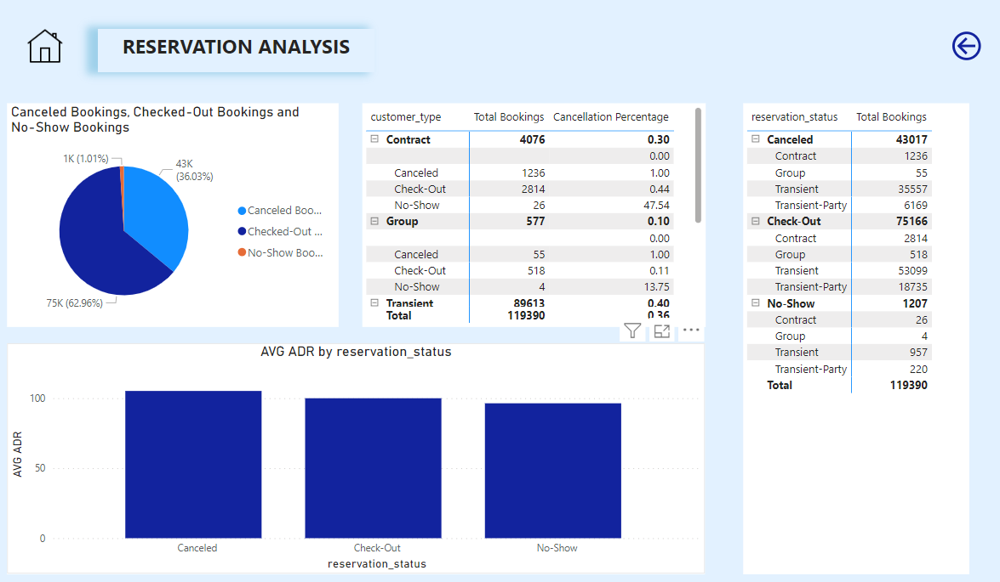 RESERVATION ANALYSIS
Canceled Bookings, Checked-Out Bookings and
No-Show Bookings
1K (1.01%)
43K
(36.03%)
75K (62.96%)
Canceled Boo...
Checked-Out ...
No-Show Boo...
customer_type Total Bookings Cancellation Percentage
Contract 4076 0.30
0.00
Canceled 1236 1.00
Check-Out 2814 0.44
No-Show 26 47.54
Group 577 0.10
0.00
Canceled 55 1.00
Check-Out 518 0.11
No-Show 4 13.75
Transient 89613 0.40
Total 119390 0.36
reservation_status Total Bookings
Canceled 43017
Contract 1236
Group 55
Transient 35557
Transient-Party 6169
Check-Out 75166
Contract 2814
Group 518
Transient 53099
Transient-Party 18735
No-Show 1207
Contract 26
Group 4
Transient 957
Transient-Party 220
Total 119390
AVG ADR by reservation_status
AVG ADR
100
50
0
Canceled Check-Out No-Show
reservation_status